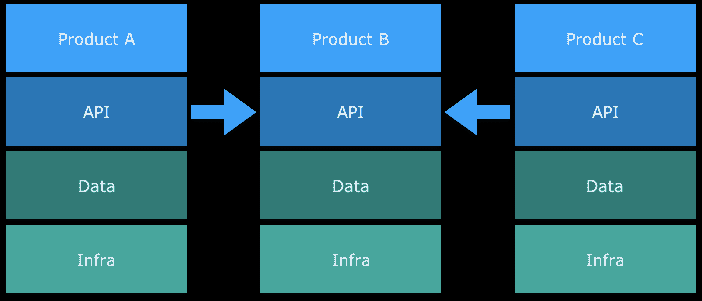 Product A
Product B
Product C
API
API
API
Data
Data
Data
Infra
Infra
Infra